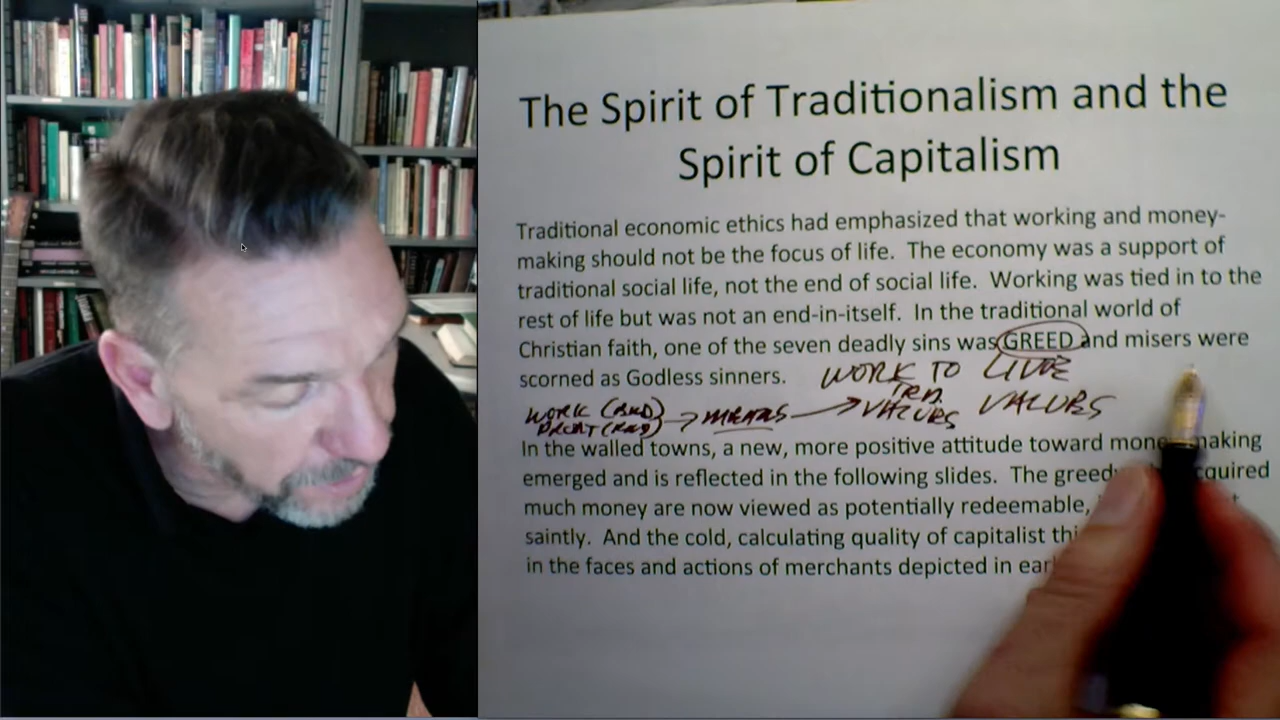 The Spirit of Traditionalism and the
Spirit of Capitalism
Traditional economic ethics had emphasized that working and money-
making should not be the focus of life. The economy was a support of
traditional social life, not the end of social life. Working was tied in to the
rest of life but was not an end-in-itself. In the traditional world of
Christian faith, one of the seven deadly sins was GREED and misers were
scorned as Godless sinners.
WORK TO LIVE
TRD.
WORK (AND) → MEANS → VALUES VALUES
In the walled towns, a new, more positive attitude toward money making
emerged and is reflected in the following slides. The greedy
much money are now viewed as potentially redeemable,
saintly. And the cold, calculating quality of capitalist
in the faces and actions of merchants depicted in